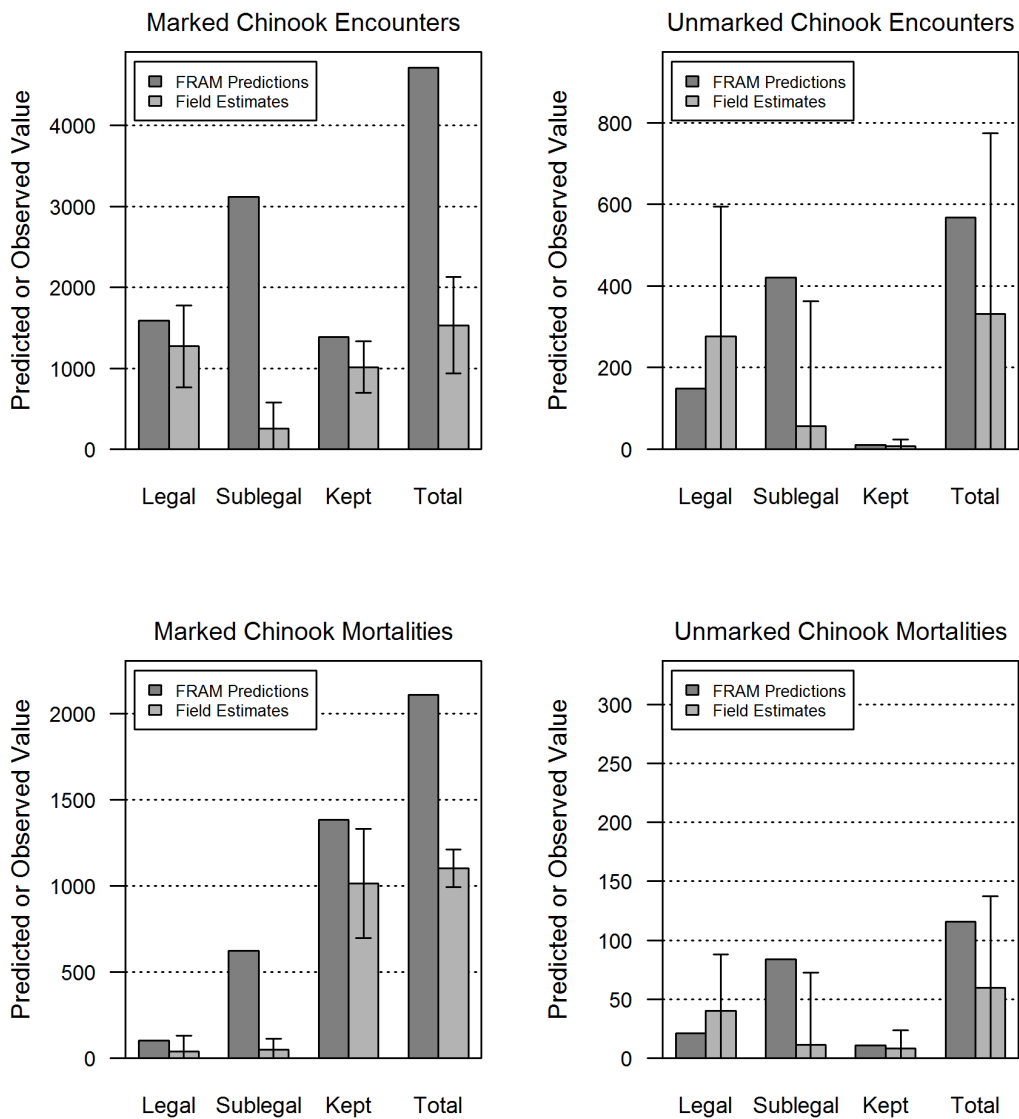 Marked Chinook Encounters
Predicted or Observed Value
FRAM Predictions
Field Estimates
4000
3000
2000
1000
0
Legal Sublegal Kept Total
Unmarked Chinook Encounters
Predicted or Observed Value
FRAM Predictions
Field Estimates
800
600
400
200
0
Legal Sublegal Kept Total
Marked Chinook Mortalities
Predicted or Observed Value
FRAM Predictions
Field Estimates
2000
1500
1000
500
0
Legal Sublegal Kept Total
Unmarked Chinook Mortalities
Predicted or Observed Value
FRAM Predictions
Field Estimates
300
250
200
150
100
50
0
Legal Sublegal Kept Total